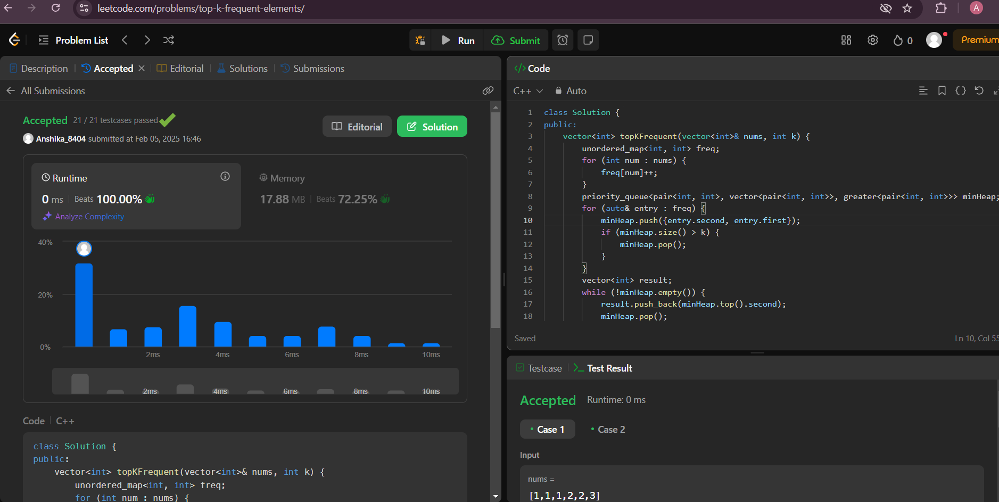 leetcode.com/problems/top-k-frequent-elements/
A
Problem List
Run
Submit
0
Premium
Description
Accepted
Editorial
Solutions
Submissions
All Submissions
Accepted 21 / 21 testcases passed
Editorial
Solution
Anshika_8404 submitted at Feb 05, 2025 16:46
Runtime
0 ms Beats 100.00%
Analyze Complexity
Memory
17.88 MB Beats 72.25%
40%
20%
0%
2ms 4ms 6ms 8ms 10ms
2ms 4ms 6ms 8ms 10ms
Code C++
class Solution {
public:
vector<int> topKFrequent(vector<int>& nums, int k) {
unordered_map<int, int> freq;
for (int num : nums) {
</> Code
C++ Auto
1 class Solution {
2 public:
3 vector<int> topKFrequent(vector<int>& nums, int k) {
4 unordered_map<int, int> freq;
5 for (int num : nums) {
6 freq[num]++;
7 }
8 priority_queue<pair<int, int>, vector<pair<int, int>>, greater<pair<int, int>>> minHeap;
9 for (auto& entry : freq) {
10 minHeap.push({entry.second, entry.first});
11 if (minHeap.size() > k) {
12 minHeap.pop();
13 }
14 }
15 vector<int> result;
16 while (!minHeap.empty()) {
17 result.push_back(minHeap.top().second);
18 minHeap.pop();
Saved
Ln 10, Col 55
Testcase
Test Result
Accepted Runtime: 0 ms
Case 1
Case 2
Input
nums =
[1,1,1,2,2,3]